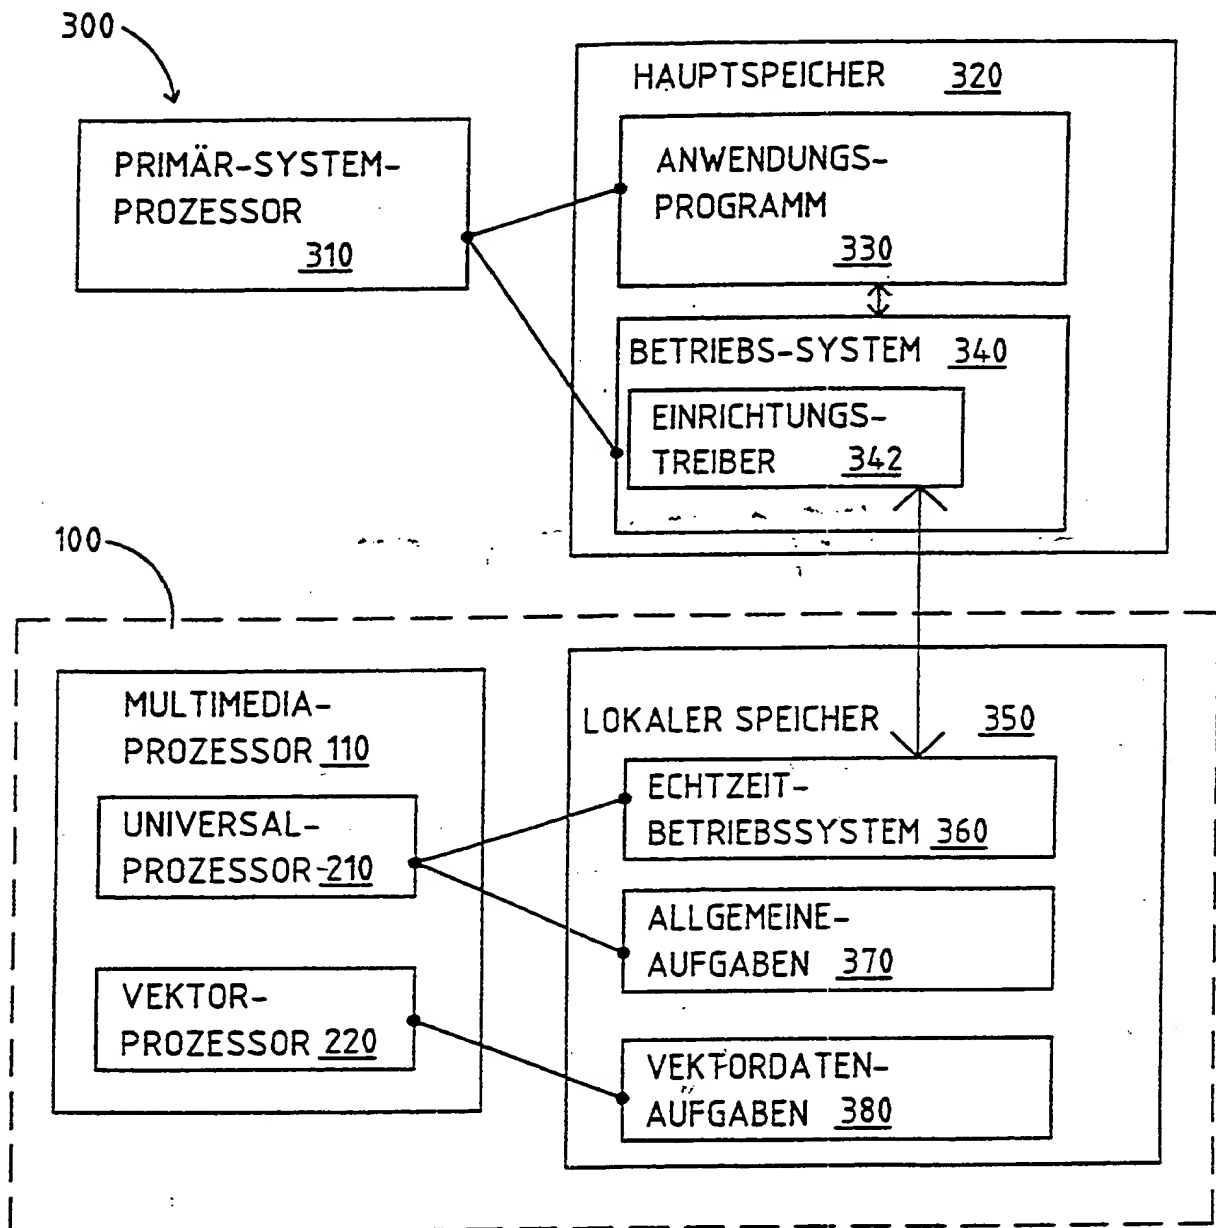 300
HAUPTSPEICHER 320
PRIMÄR-SYSTEM-
PROZESSOR
310
ANWENDUNGS-
PROGRAMM
330
BETRIEBS-SYSTEM 340
EINRICHTUNGS-
TREIBER 342
100
MULTIMEDIA-
PROZESSOR 110
UNIVERSAL-
PROZESSOR 210
VEKTOR-
PROZESSOR 220
LOKALER SPEICHER 350
ECHTZEIT-
BETRIEBSSYSTEM 360
ALLGEMEINE-
AUFGABEN 370
VEKTORDATEN-
AUFGABEN 380